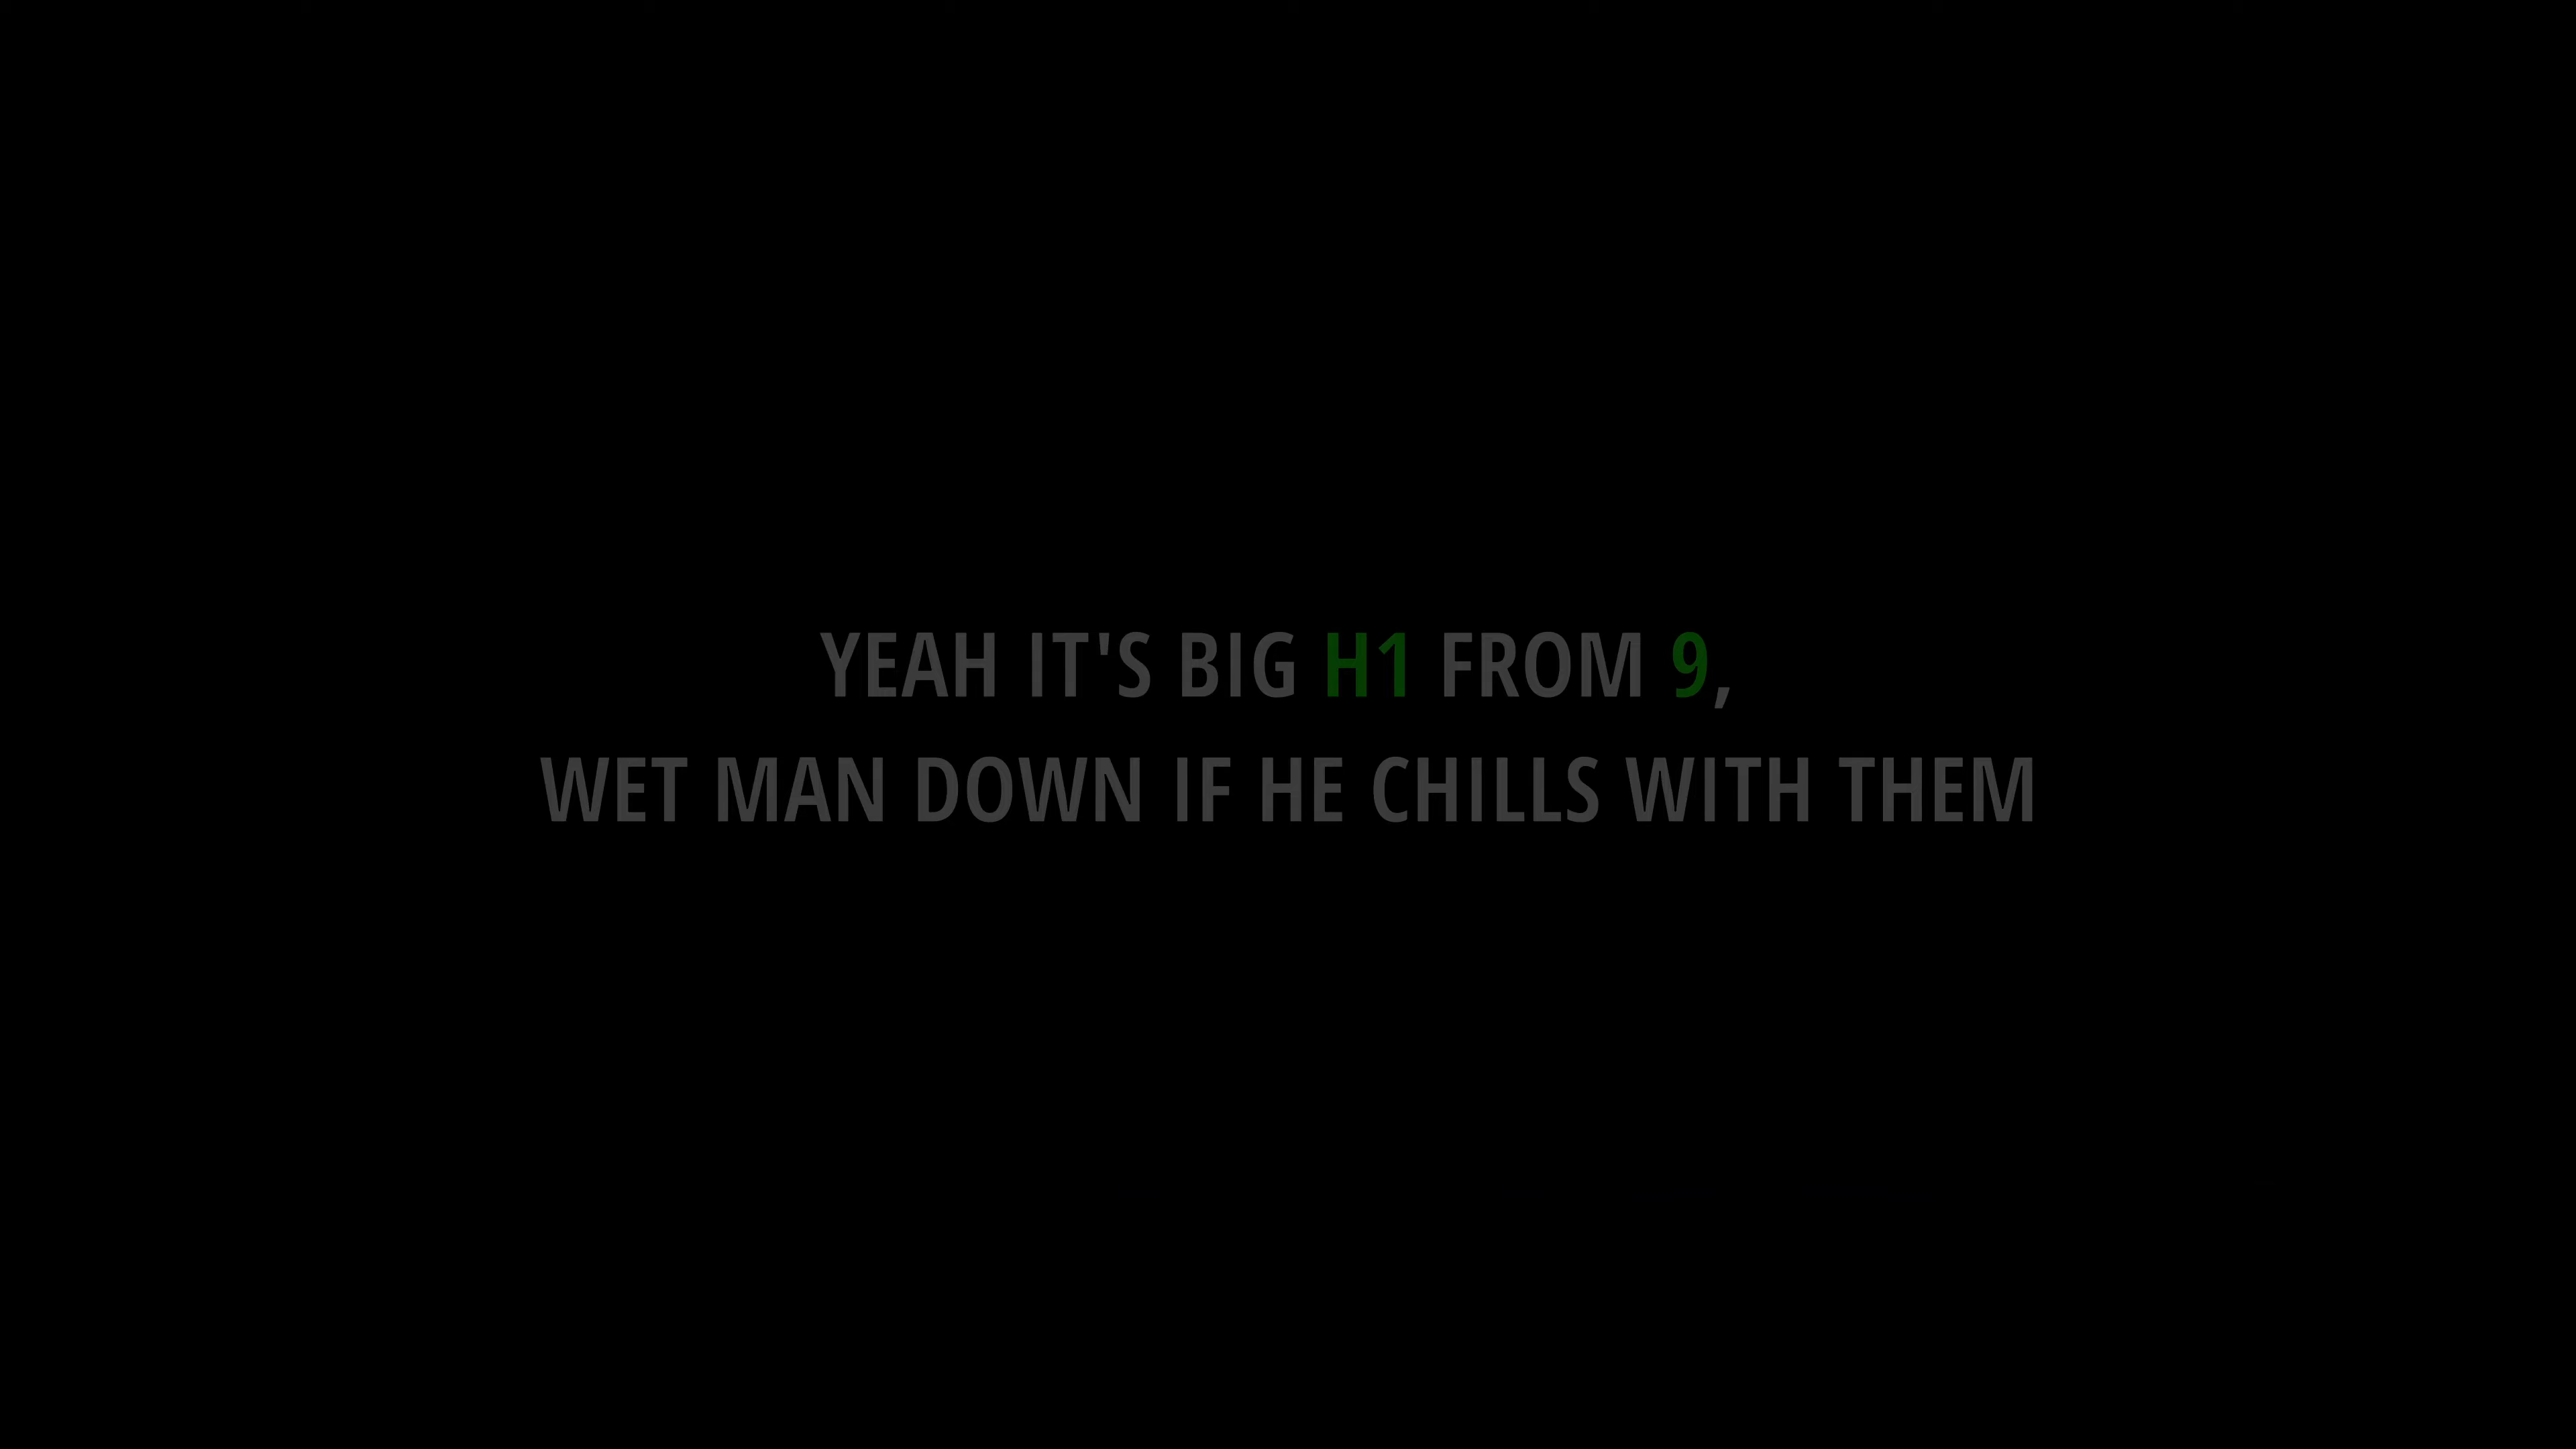 YEAH IT'S BIG H1 FROM 9,
WET MAN DOWN IF HE CHILLS WITH THEM